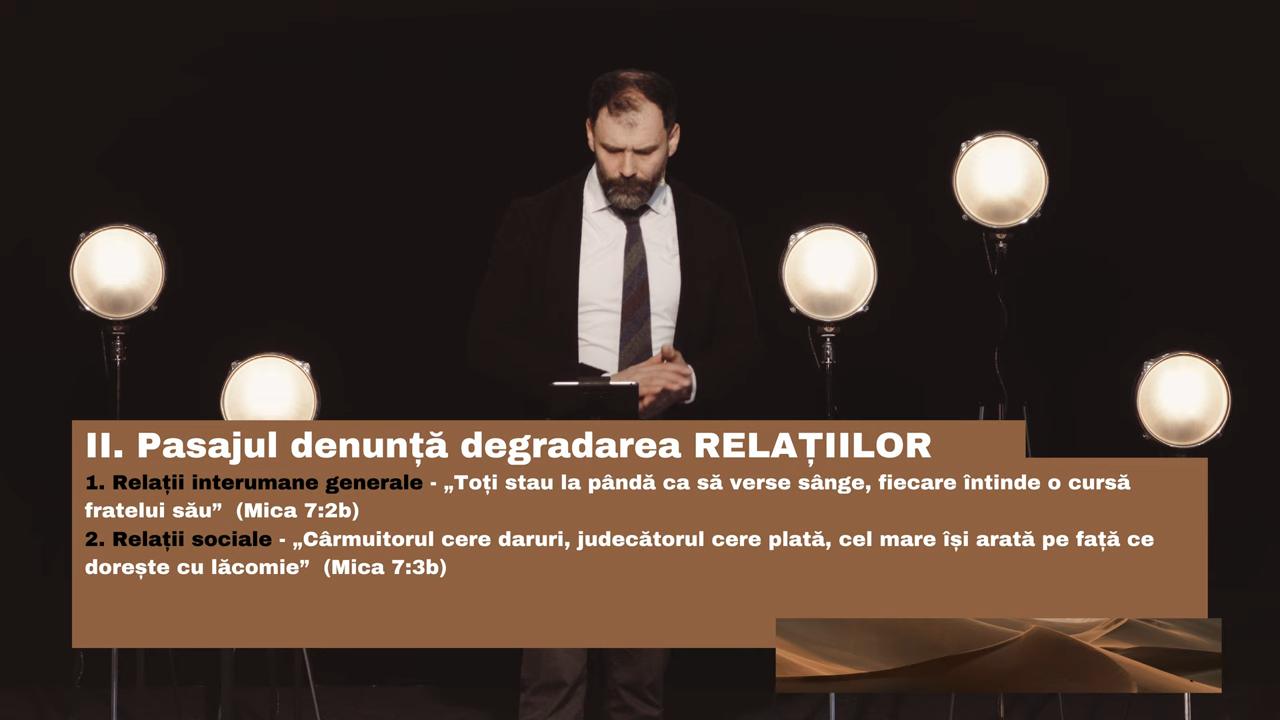 II. Pasajul denunță degradarea RELAȚIILOR
1. Relații interumane generale - „Toți stau la pândă ca să verse sânge, fiecare întinde o cursă
fratelui său”  (Mica 7:2b)
2. Relații sociale - „Cârmuitorul cere daruri, judecătorul cere plată, cel mare își arată pe față ce
dorește cu lăcomie”  (Mica 7:3b)